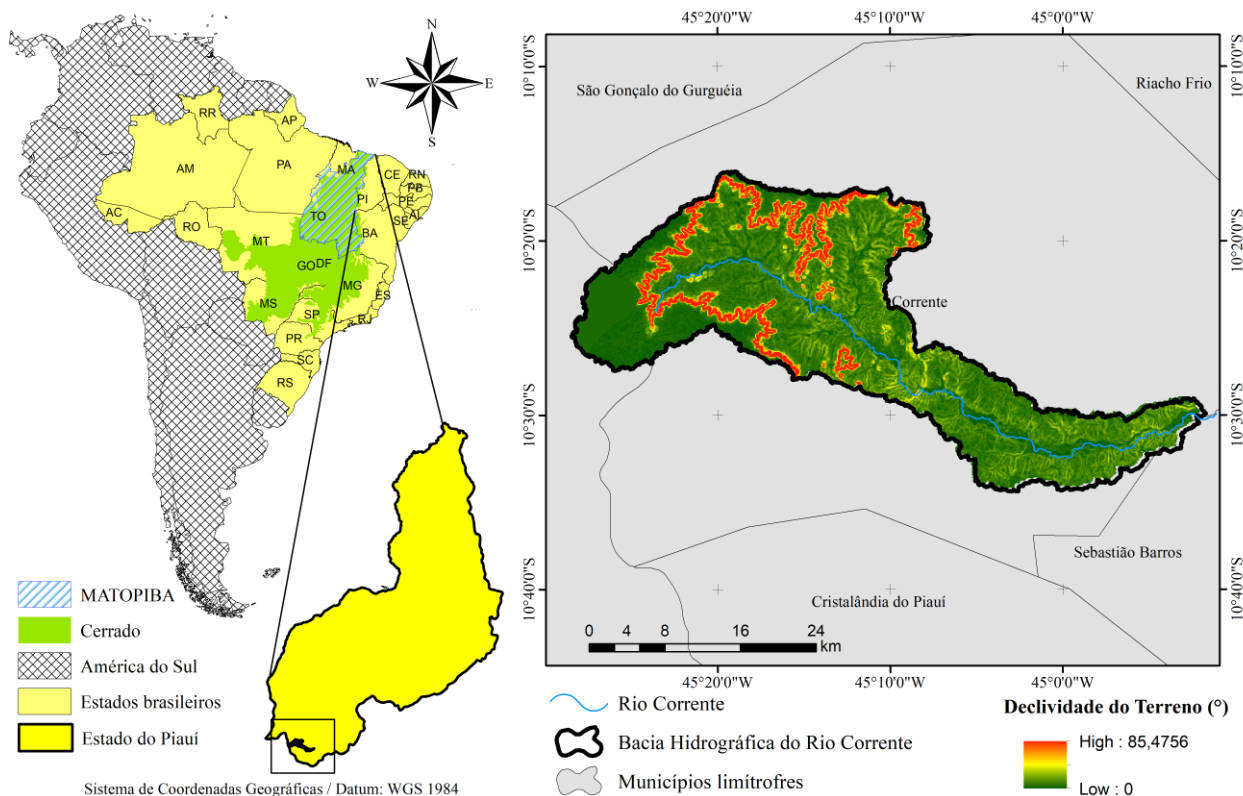 N
W
E
S
RR
AP
AM
PA
MA
CE
RN
PB
PE
AL
SE
PI
AC
RO
TO
BA
MT
GO
DF
MG
ES
MS
SP
RJ
PR
SC
RS
MATOPIBA
Cerrado
América do Sul
Estados brasileiros
Estado do Piauí
Sistema de Coordenadas Geográficas / Datum: WGS 1984
45°20'0"W
45°10'0"W
45°0'0"W
10°10'0"S
10°10'0"S
São Gonçalo do Gurguéia
Riacho Frio
10°20'0"S
10°20'0"S
Corrente
10°30'0"S
10°30'0"S
Sebastião Barros
10°40'0"S
10°40'0"S
Cristalândia do Piauí
0 4 8 16 24
km
45°20'0"W
45°10'0"W
45°0'0"W
Rio Corrente
Bacia Hidrográfica do Rio Corrente
Municípios limítrofes
Declividade do Terreno (°)
High : 85,4756
Low : 0